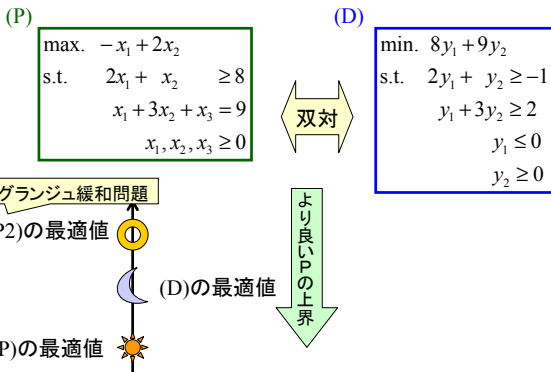 (P)
max. −x₁+2x₂
s.t. 2x₁+ x₂ ≥8
x₁+3x₂+x₃=9
x₁,x₂,x₃≥0
双対
(D)
min. 8y₁+9y₂
s.t. 2y₁+ y₂≥−1
y₁+3y₂≥2
y₁≤0
y₂≥0
グランジュ緩和問題
P2)の最適値
(D)の最適値
P)の最適値
より良いPの上界